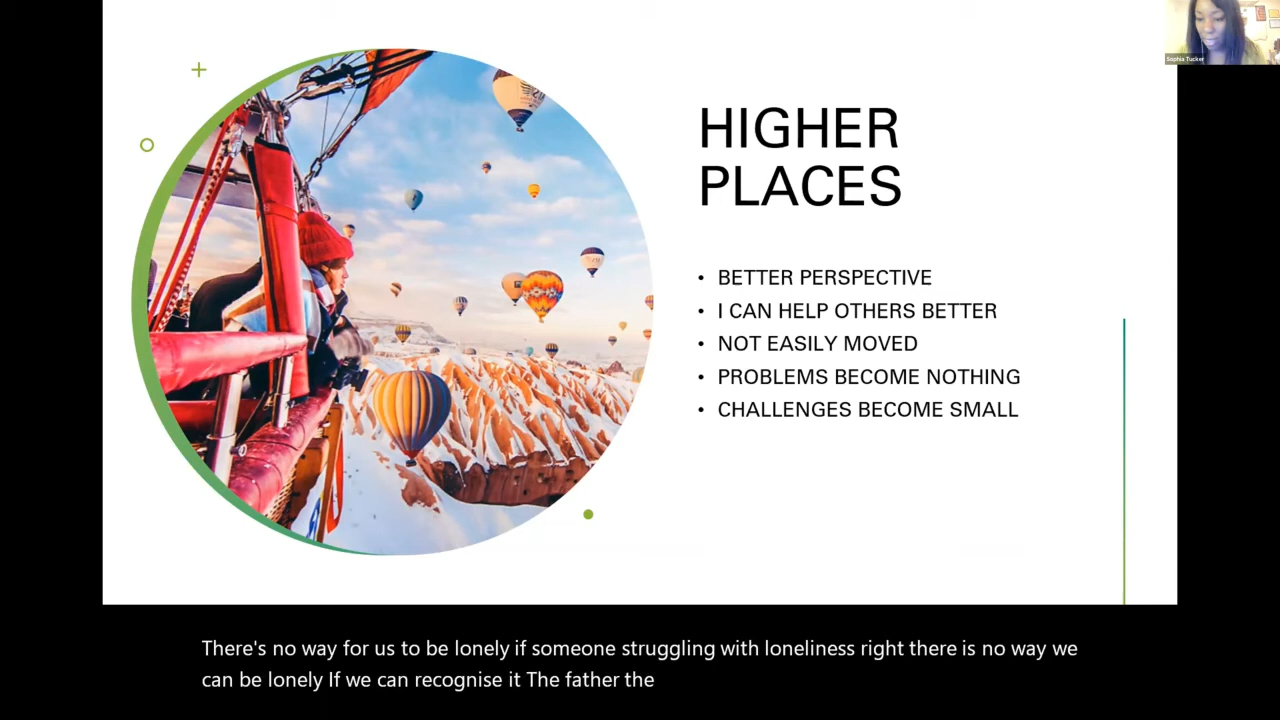 Sophia Tucker
HIGHER
PLACES
• BETTER PERSPECTIVE
• I CAN HELP OTHERS BETTER
• NOT EASILY MOVED
• PROBLEMS BECOME NOTHING
• CHALLENGES BECOME SMALL
There's no way for us to be lonely if someone struggling with loneliness right there is no way we
can be lonely If we can recognise it The father the